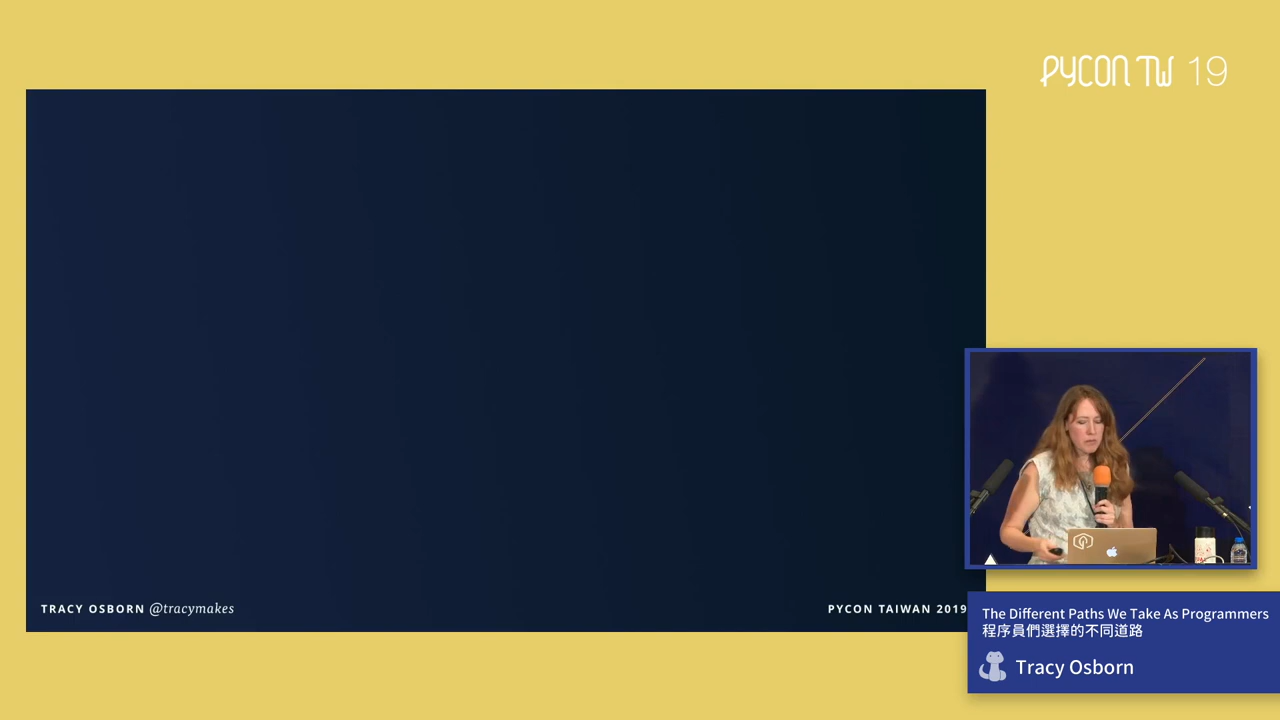 PYCON TW 19
TRACY OSBORN @tracymakes
PYCON TAIWAN 2019
The Different Paths We Take As Programmers
程序員們選擇的不同道路
Tracy Osborn